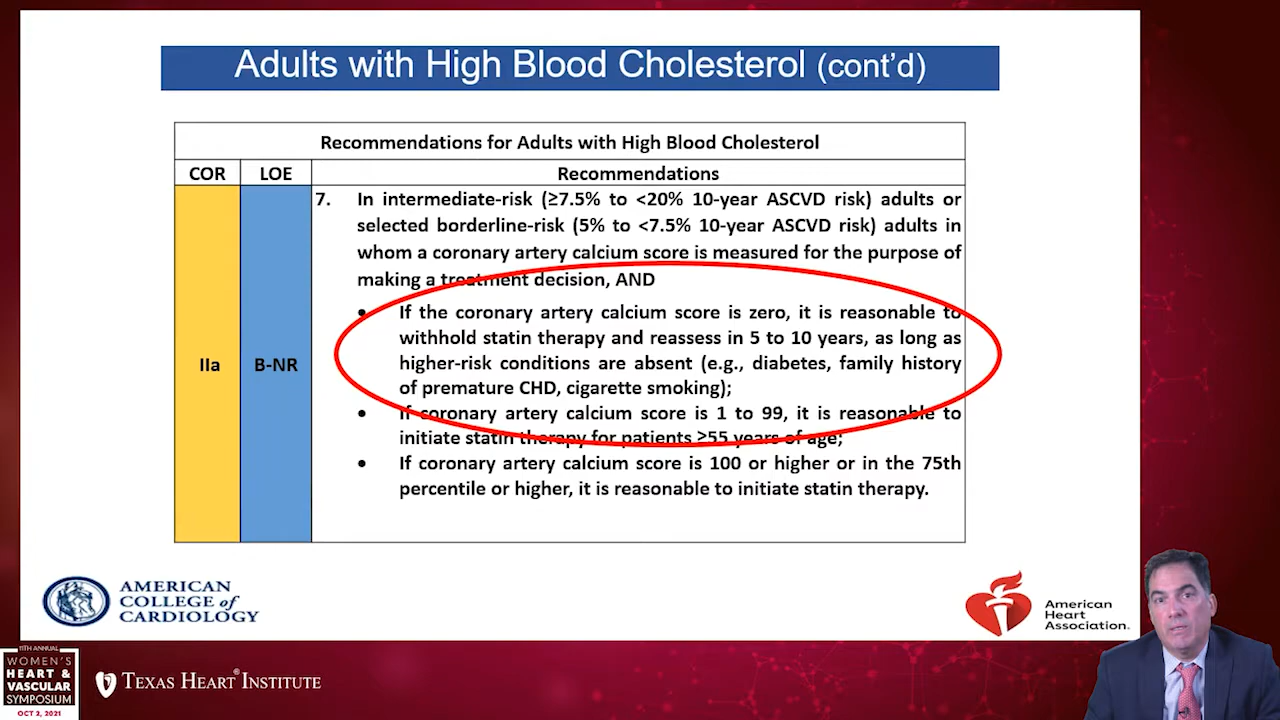 Adults with High Blood Cholesterol (cont'd)
Recommendations for Adults with High Blood Cholesterol
COR LOE Recommendations
IIa B-NR
7. In intermediate-risk (≥7.5% to <20% 10-year ASCVD risk) adults or
selected borderline-risk (5% to <7.5% 10-year ASCVD risk) adults in
whom a coronary artery calcium score is measured for the purpose of
making a treatment decision, AND
• If the coronary artery calcium score is zero, it is reasonable to
withhold statin therapy and reassess in 5 to 10 years, as long as
higher-risk conditions are absent (e.g., diabetes, family history
of premature CHD, cigarette smoking);
• If coronary artery calcium score is 1 to 99, it is reasonable to
initiate statin therapy for patients ≥55 years of age;
• If coronary artery calcium score is 100 or higher or in the 75th
percentile or higher, it is reasonable to initiate statin therapy.
AMERICAN
COLLEGE of
CARDIOLOGY
American
Heart
Association.
11TH ANNUAL
WOMEN'S
HEART &
VASCULAR
SYMPOSIUM
OCT 2, 2021
TEXAS HEART® INSTITUTE